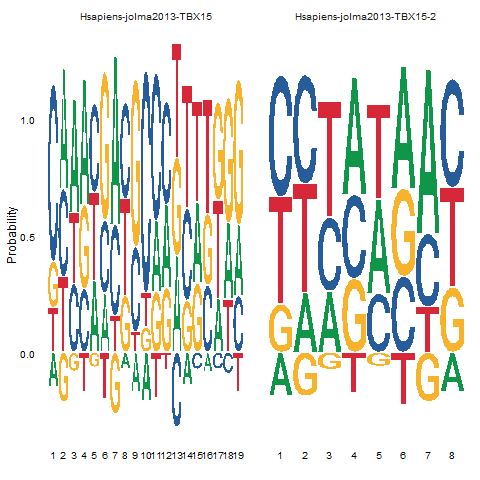 Hsapiens-jolma2013-TBX15
Hsapiens-jolma2013-TBX15-2
Probability
1.0
0.5
0.0
1 2 3 4 5 6 7 8 9 10 11 12 13 14 15 16 17 18 19
1 2 3 4 5 6 7 8